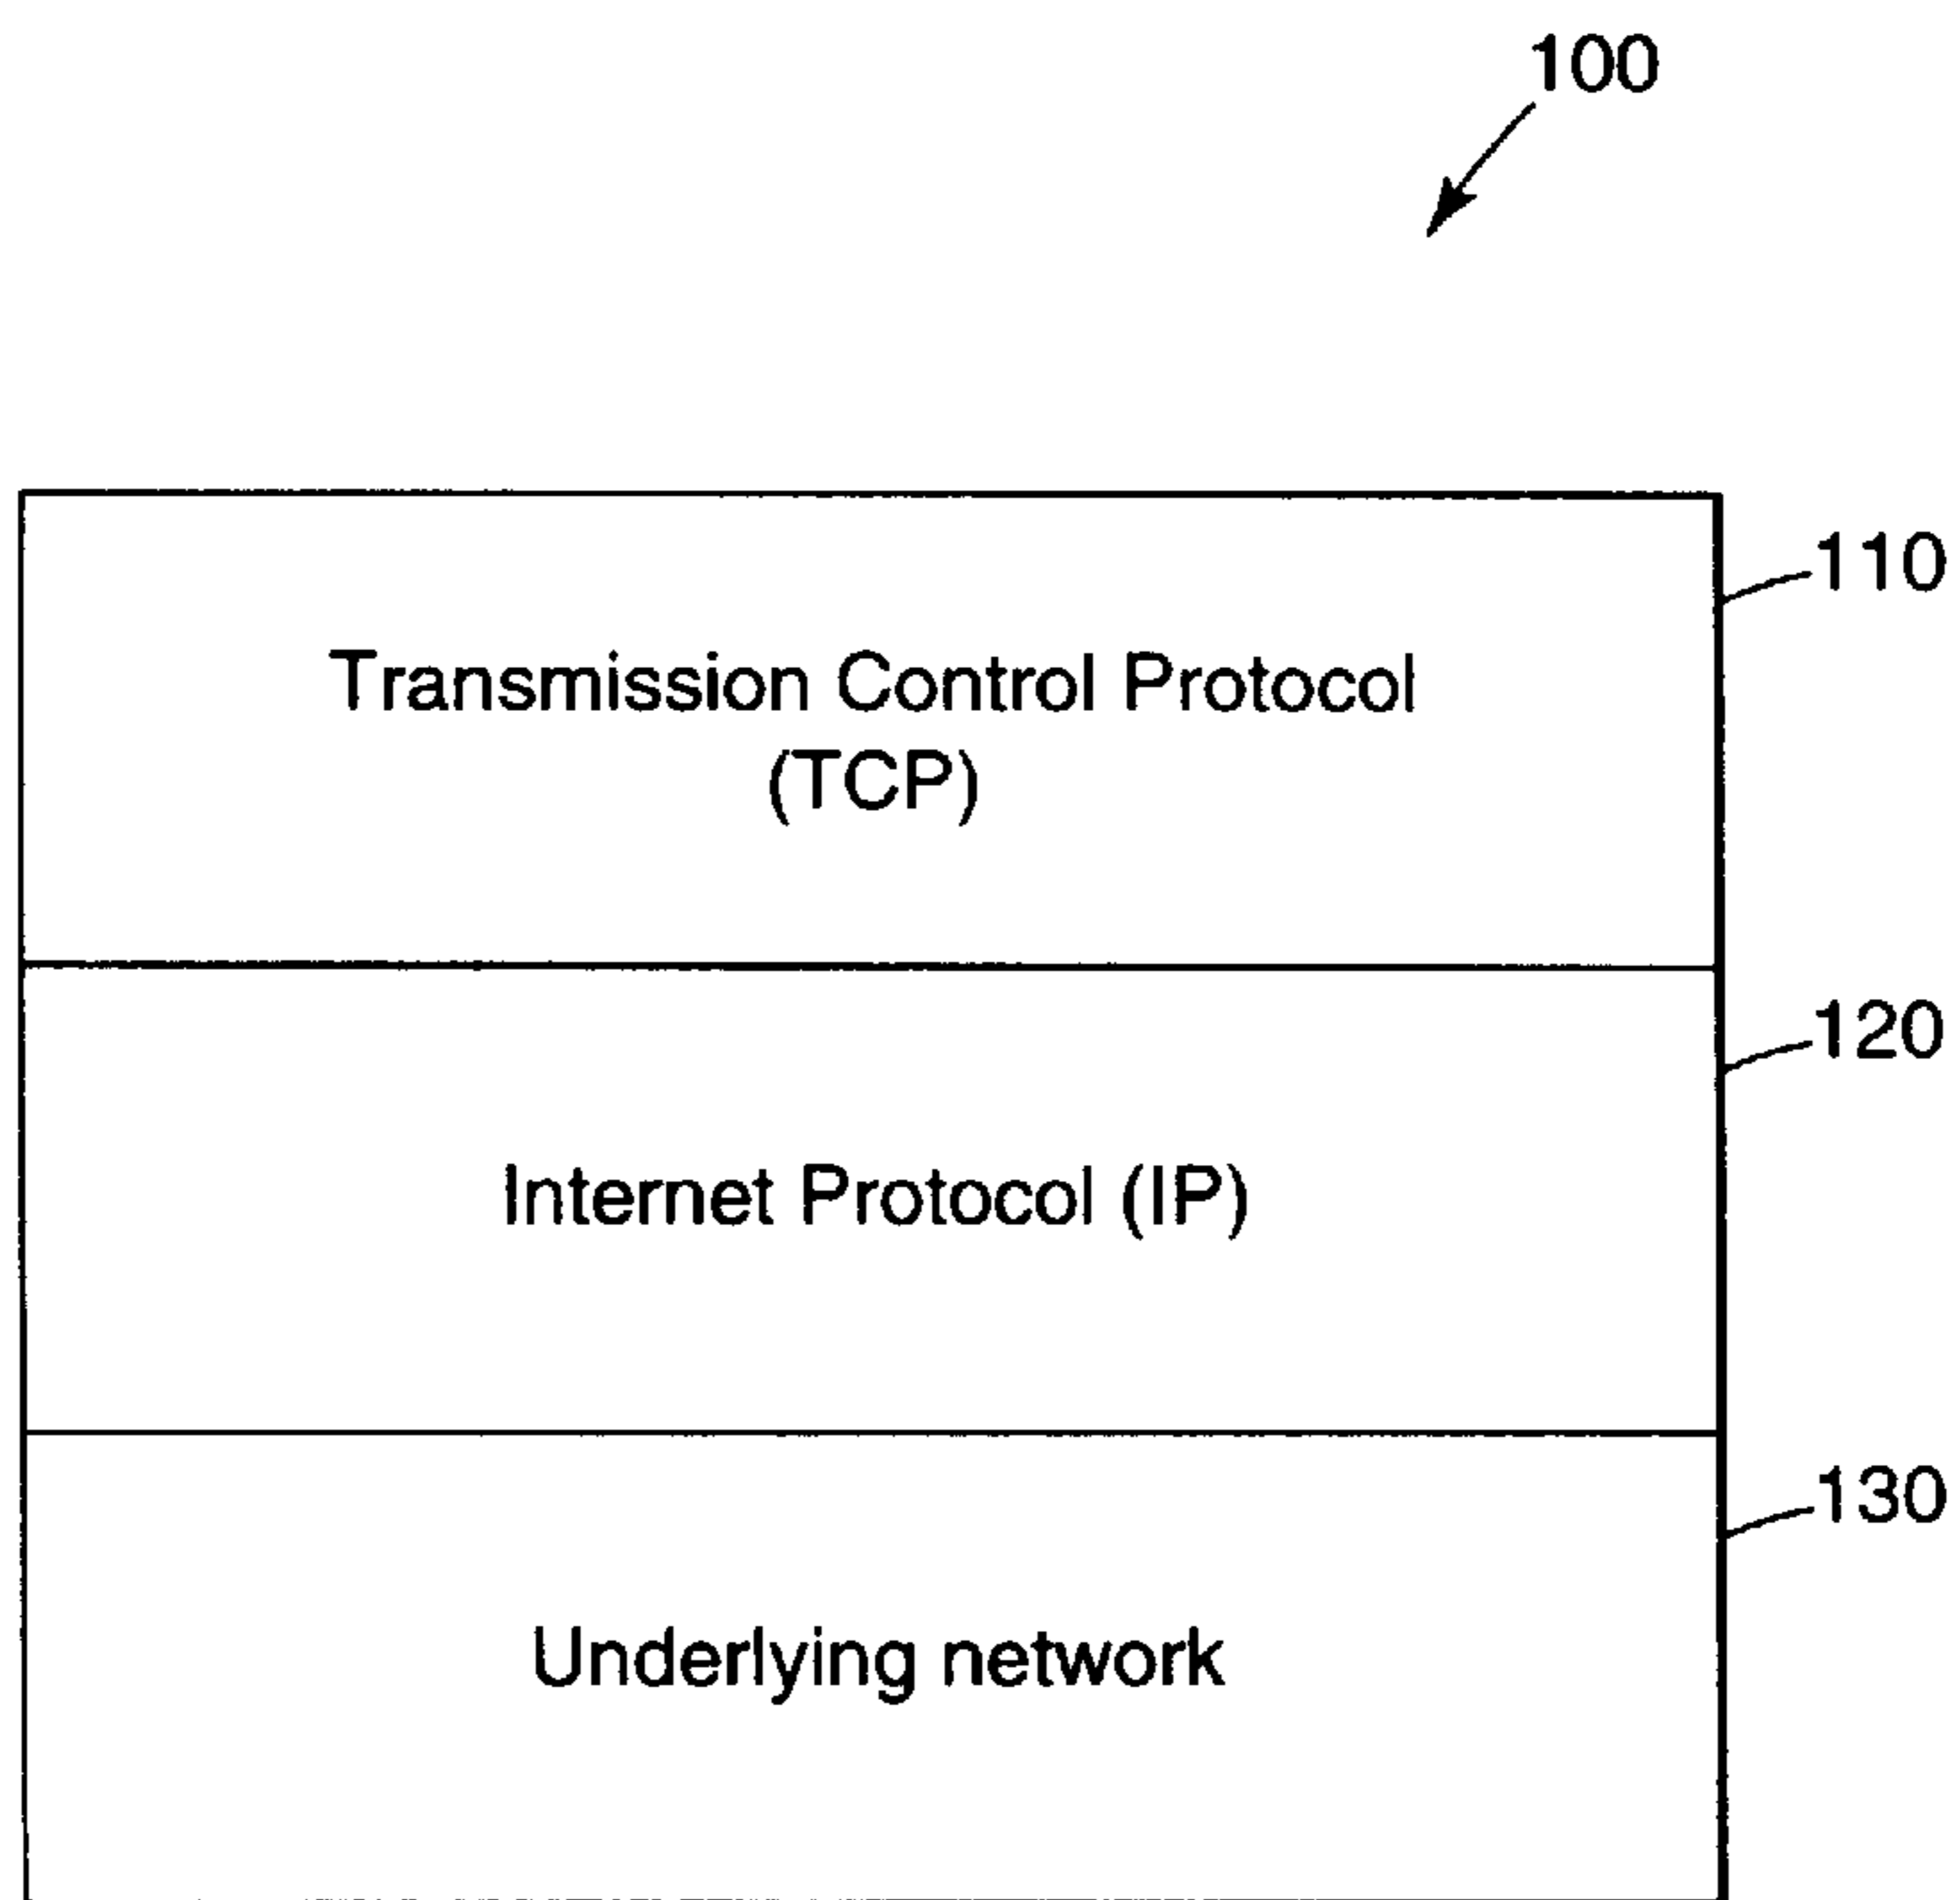 100
110
Transmission Control Protocol
(TCP)
120
Internet Protocol (IP)
130
Underlying network